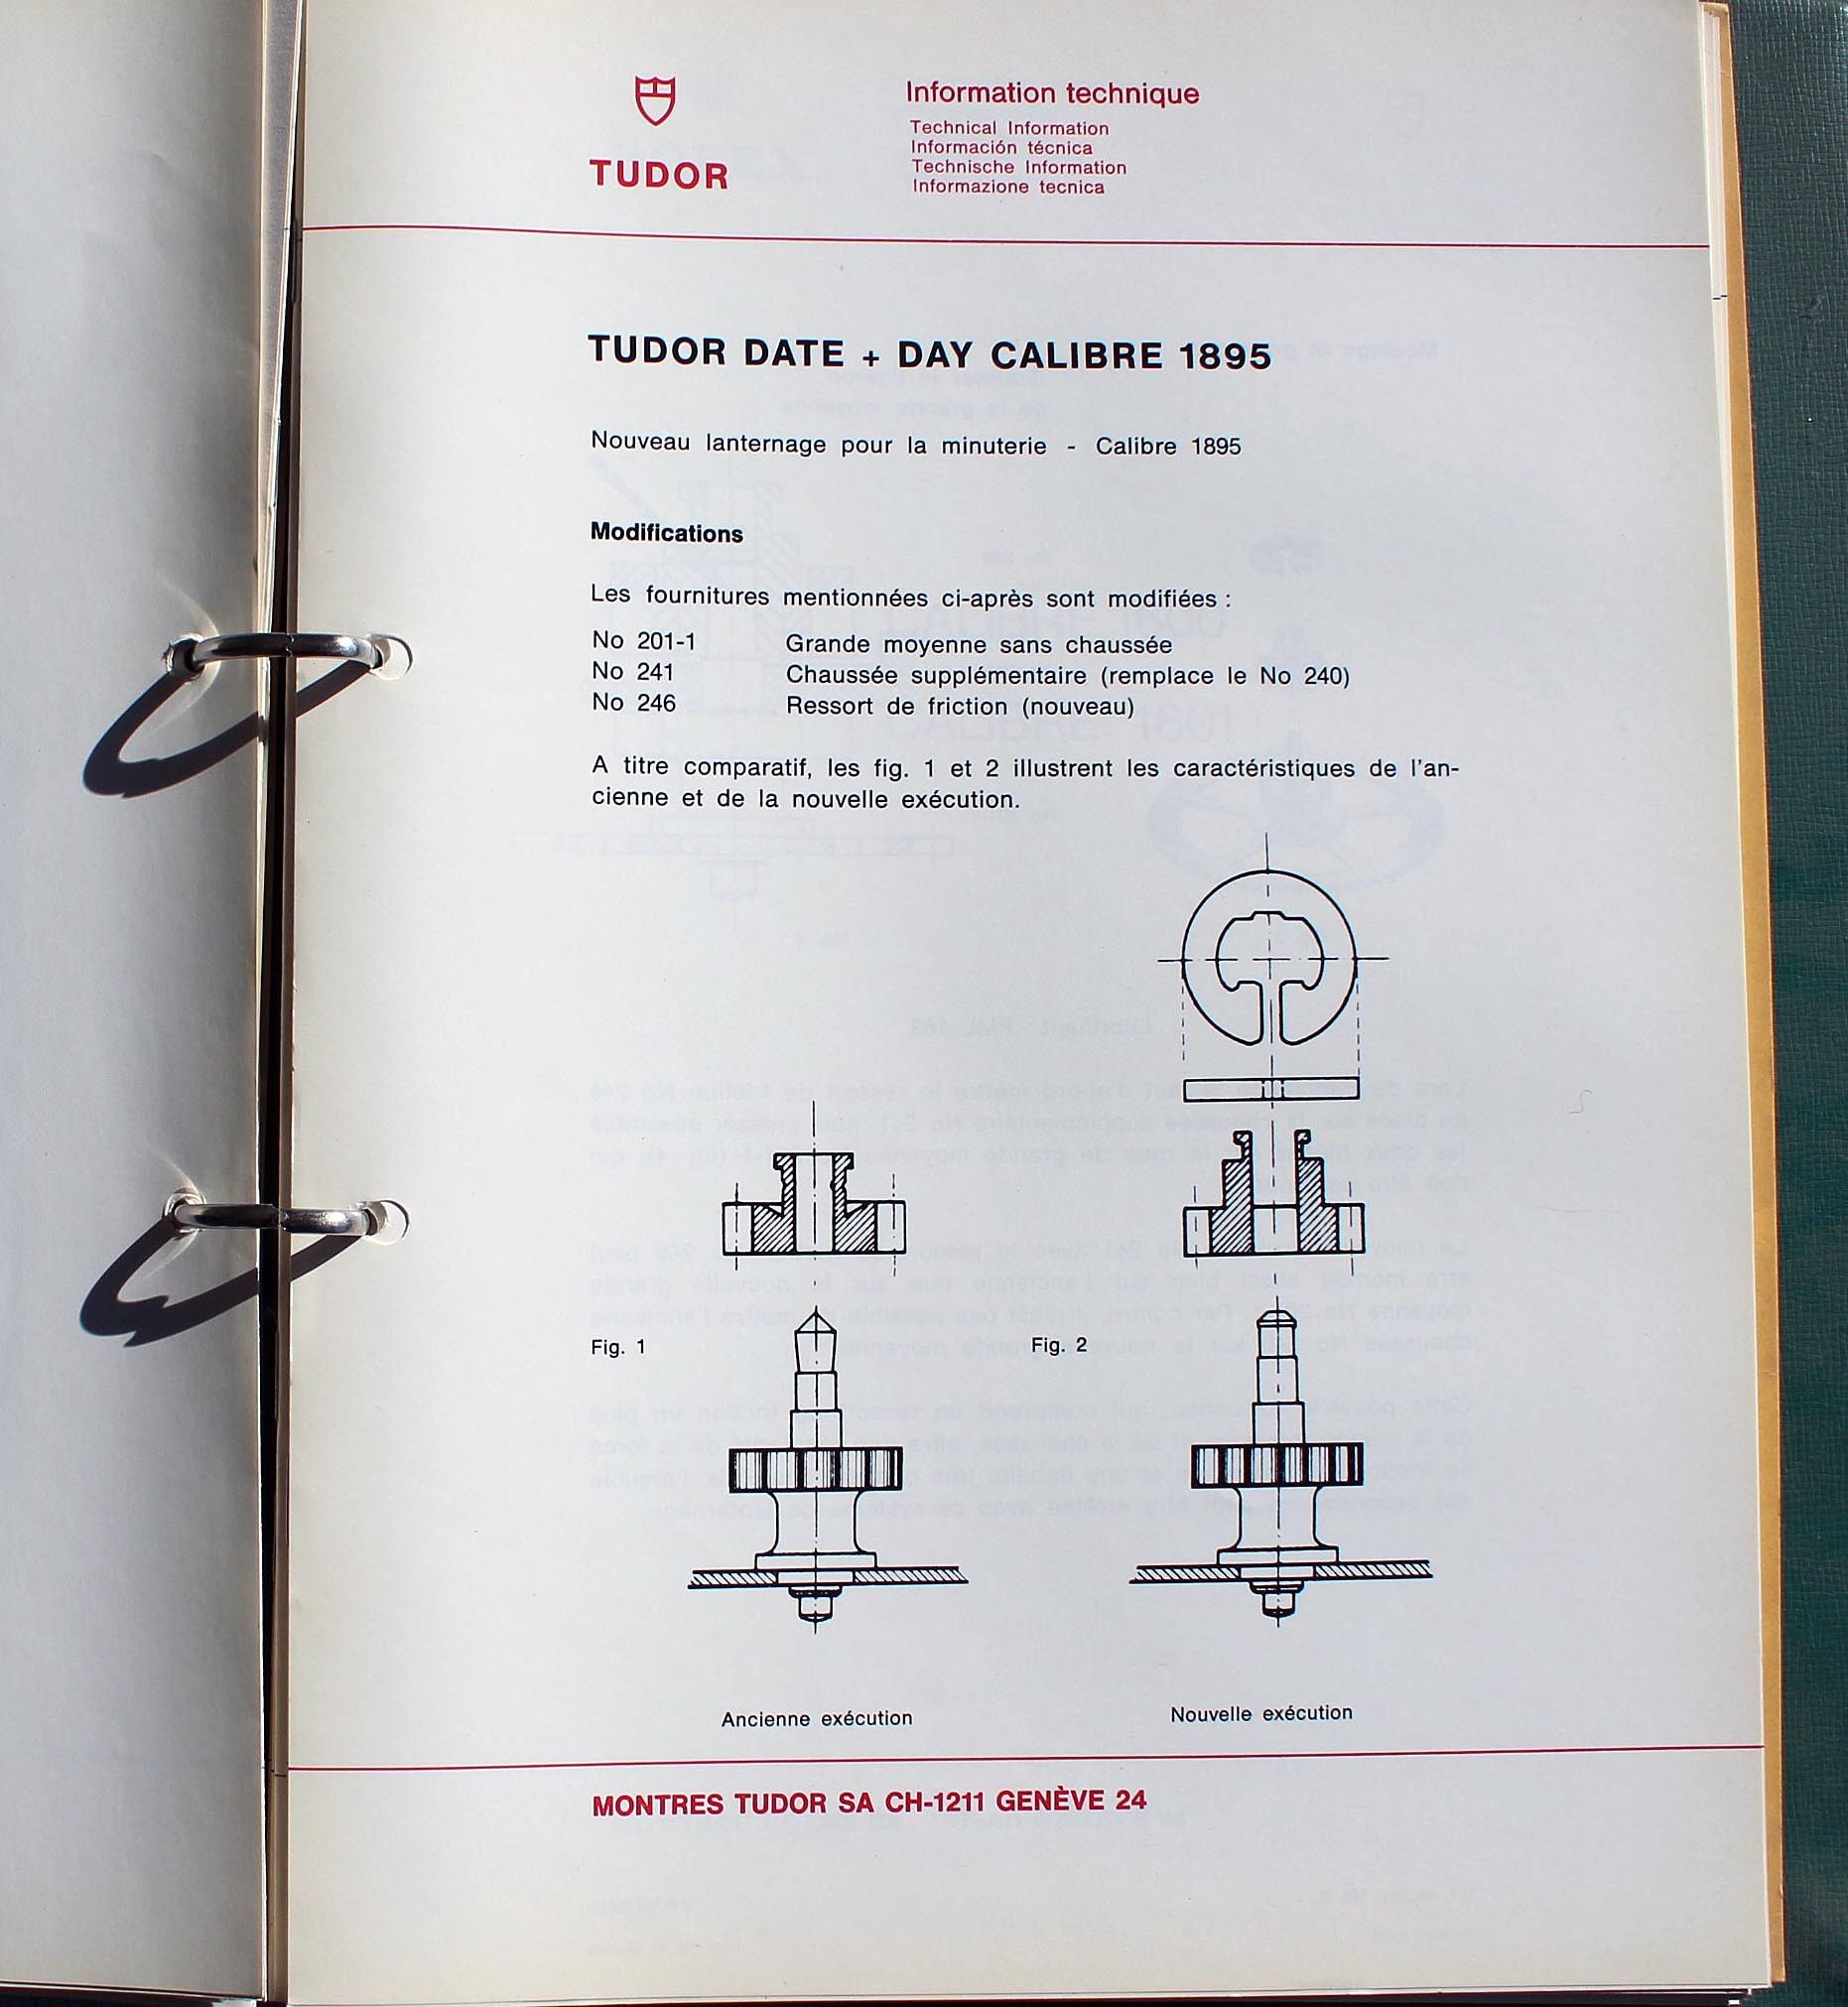 TUDOR
Information technique
Technical Information
Información técnica
Technische Information
Informazione tecnica
TUDOR DATE + DAY CALIBRE 1895
Nouveau lanternage pour la minuterie - Calibre 1895
Modifications
Les fournitures mentionnées ci-après sont modifiées :
No 201-1 Grande moyenne sans chaussée
No 241 Chaussée supplémentaire (remplace le No 240)
No 246 Ressort de friction (nouveau)
A titre comparatif, les fig. 1 et 2 illustrent les caractéristiques de l'an-
cienne et de la nouvelle exécution.
Fig. 1
Fig. 2
Ancienne exécution
Nouvelle exécution
MONTRES TUDOR SA CH-1211 GENÈVE 24